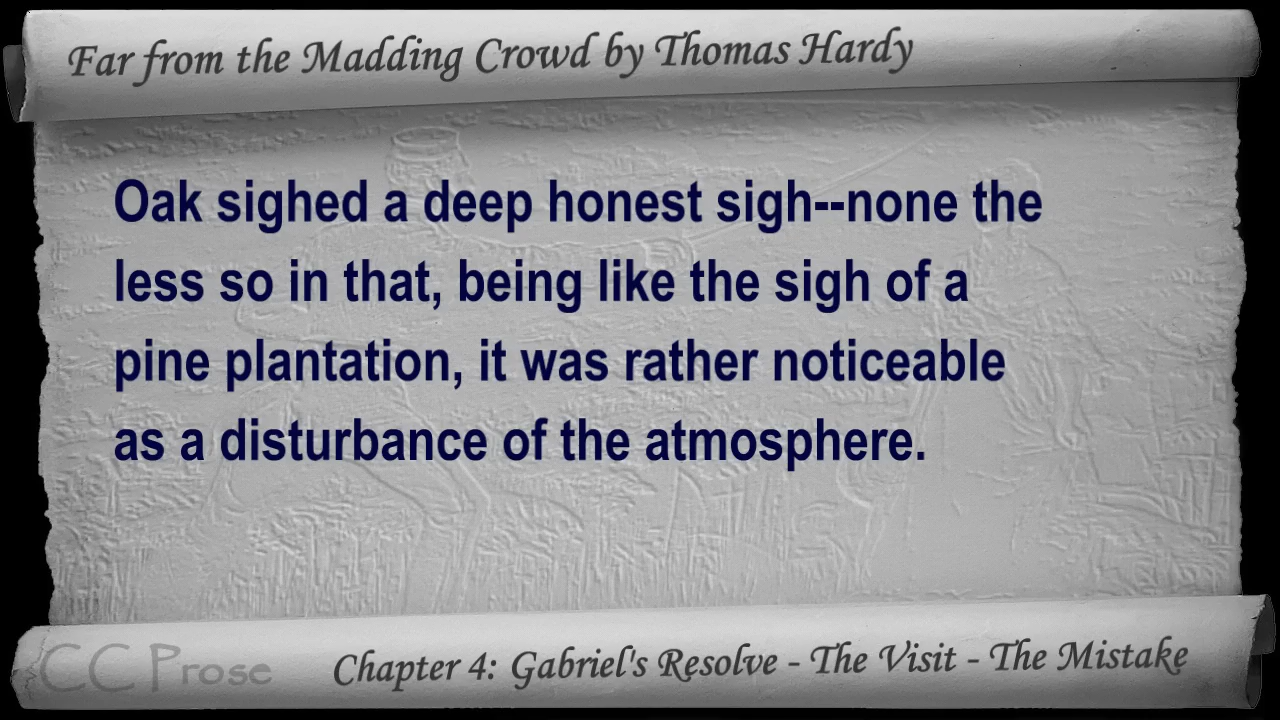 Far from the Madding Crowd by Thomas Hardy
Oak sighed a deep honest sigh--none the
less so in that, being like the sigh of a
pine plantation, it was rather noticeable
as a disturbance of the atmosphere.
CC Prose
Chapter 4: Gabriel's Resolve - The Visit - The Mistake